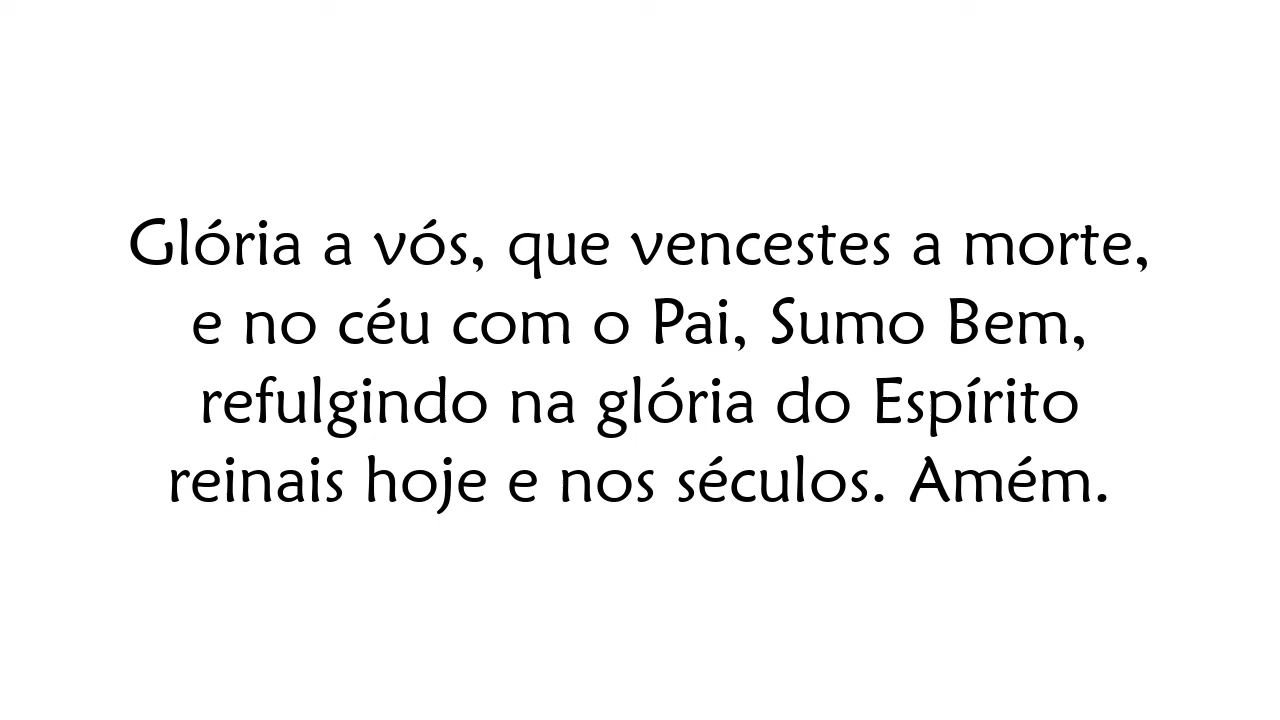 Glória a vós, que vencestes a morte,
e no céu com o Pai, Sumo Bem,
refulgindo na glória do Espírito
reinais hoje e nos séculos. Amém.